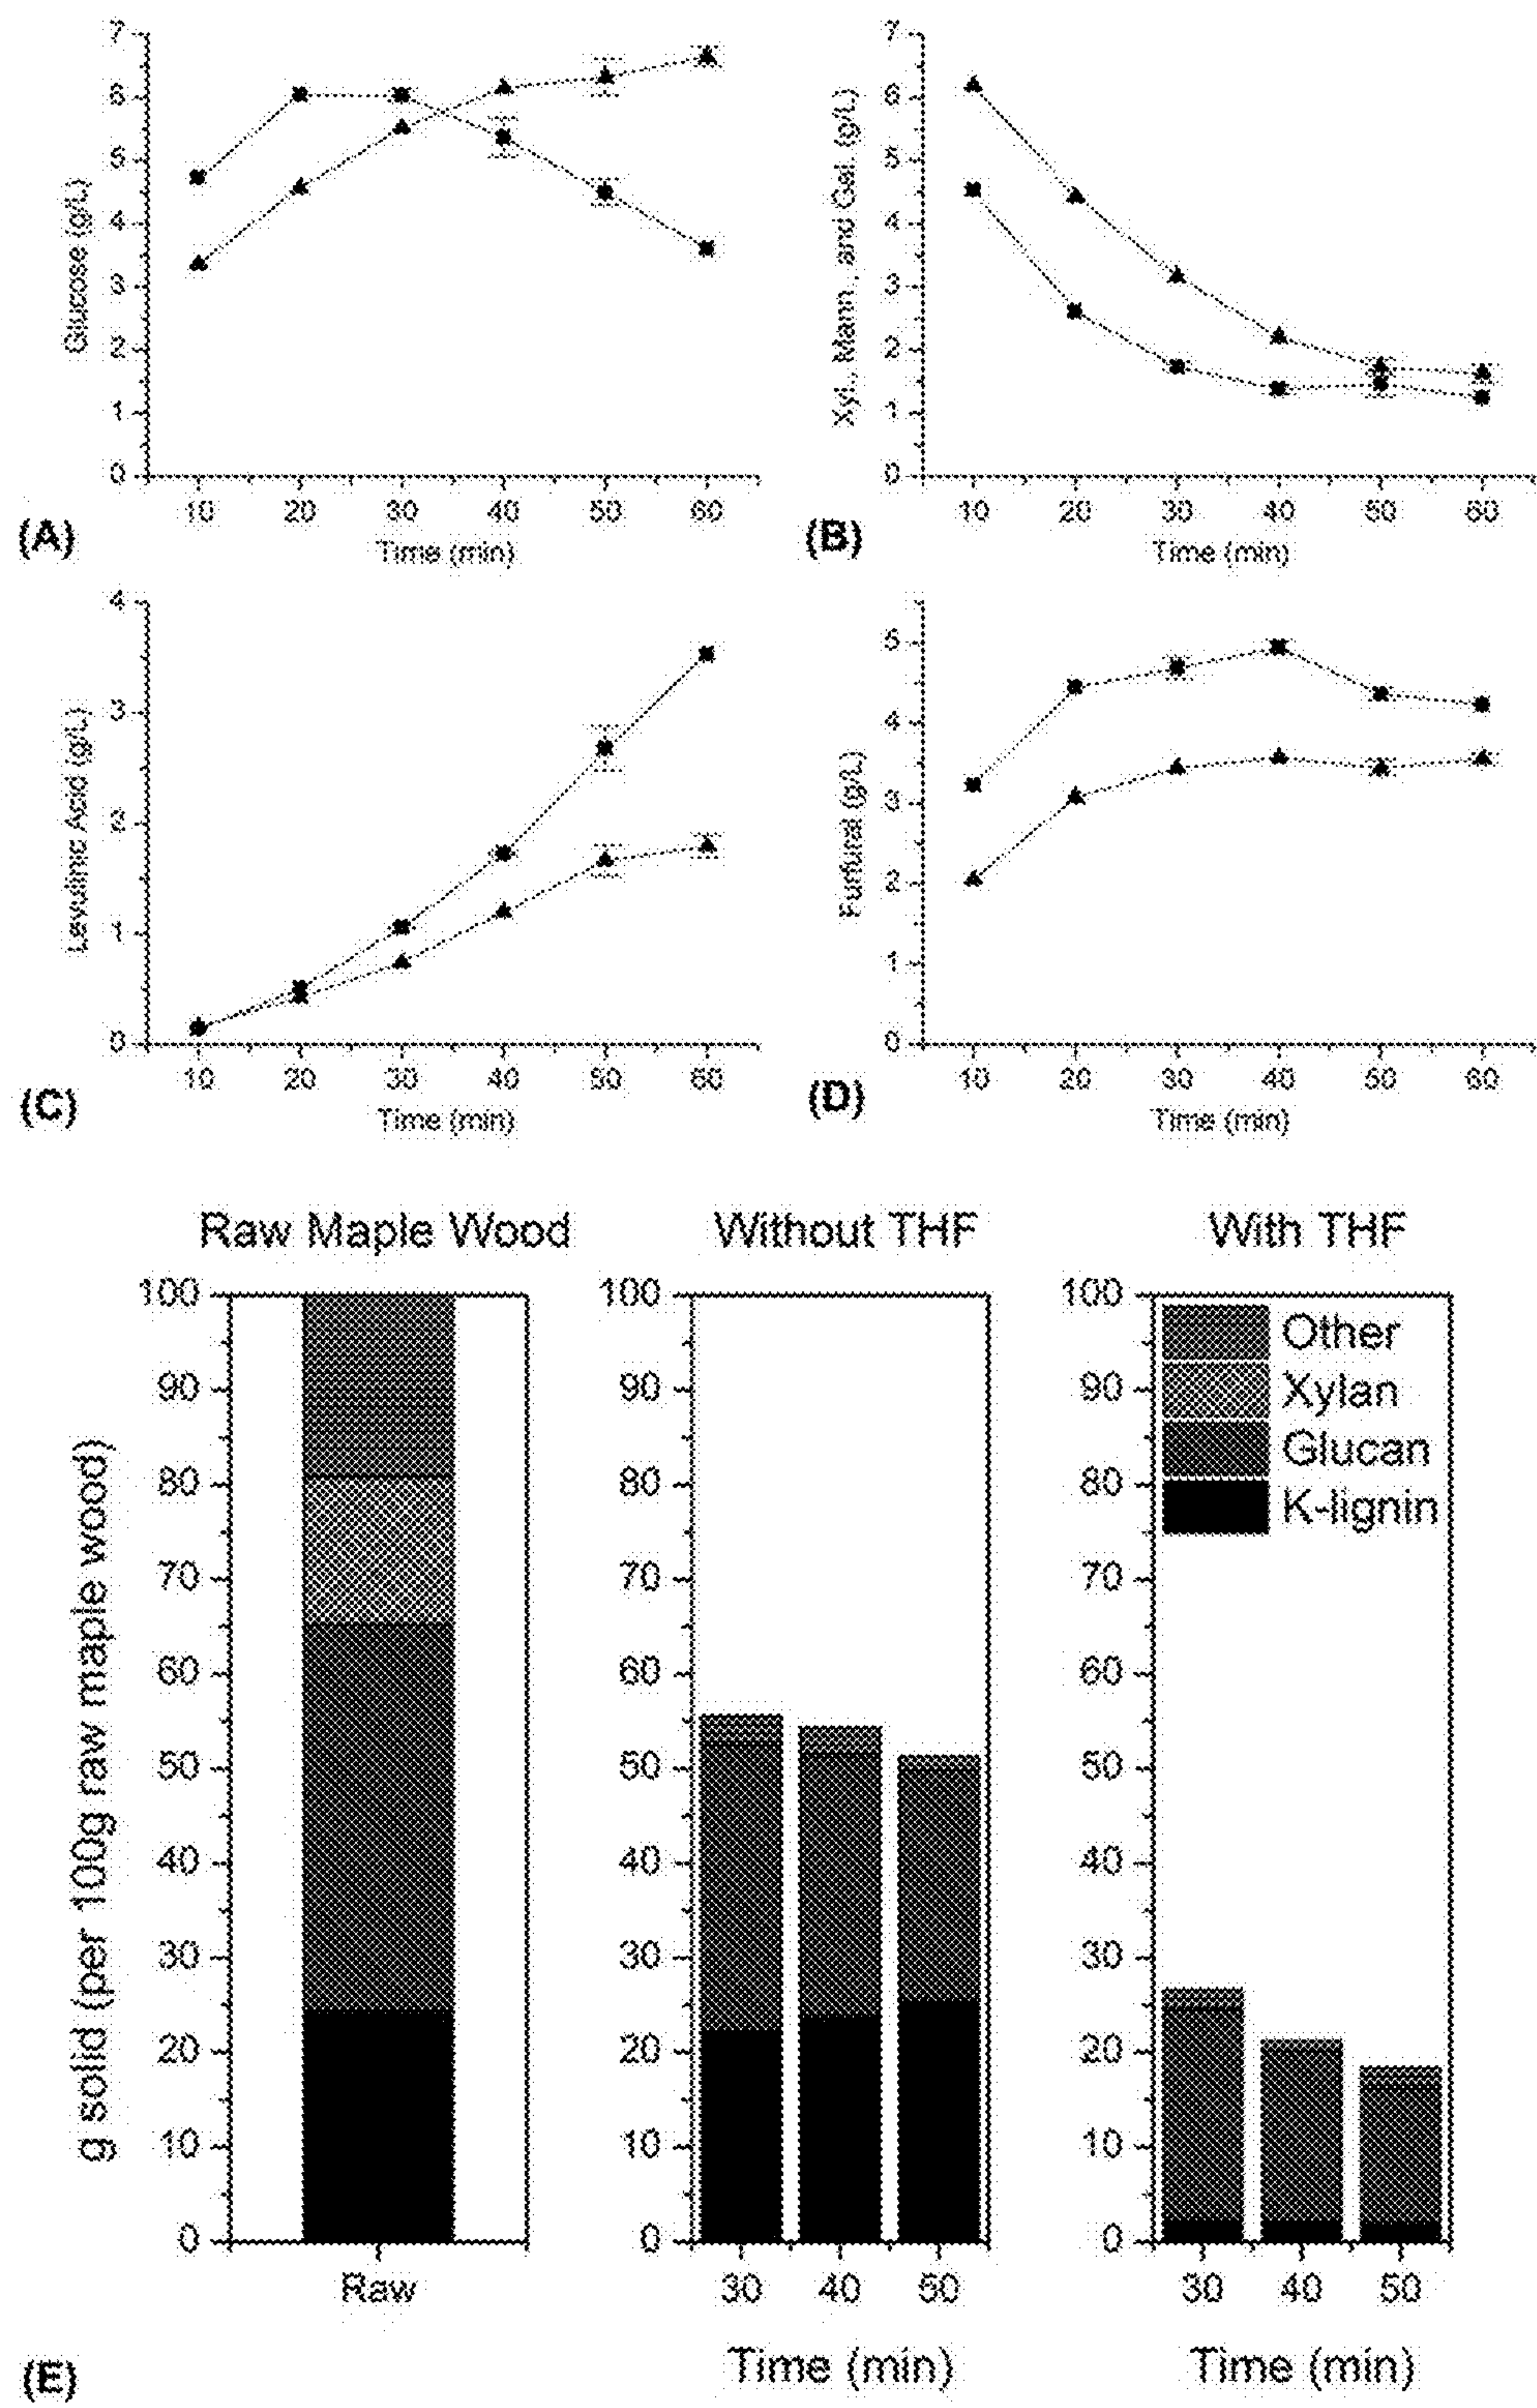 7
6
5
4
3
2
1
0
Glucose (g/L)
10 20 30 40 50 60
Time (min)
(A)
7
6
5
4
3
2
1
0
Xyl., Mann., and Gal. (g/L)
10 20 30 40 50 60
Time (min)
(B)
4
3
2
1
0
Levulinic Acid (g/L)
10 20 30 40 50 60
Time (min)
(C)
5
4
3
2
1
0
Furfural (g/L)
10 20 30 40 50 60
Time (min)
(D)
g solid (per 100g raw maple wood)
Raw Maple Wood
100
90
80
70
60
50
40
30
20
10
0
Raw
Without THF
100
90
80
70
60
50
40
30
20
10
0
30 40 50
Time (min)
With THF
100
90
80
70
60
50
40
30
20
10
0
Other
Xylan
Glucan
K-lignin
30 40 50
Time (min)
(E)